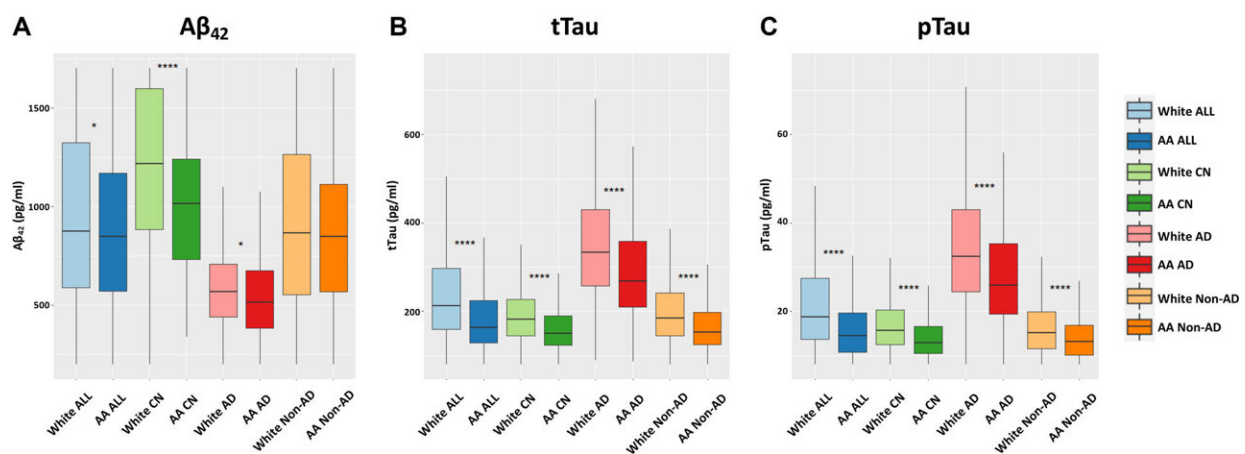 A
Aβ₄₂
Aβ₄₂ (pg/ml)
1500
1000
500
*
****
*
White ALL
AA ALL
White CN
AA CN
White AD
AA AD
White Non-AD
AA Non-AD
B
tTau
tTau (pg/ml)
600
400
200
****
****
****
****
White ALL
AA ALL
White CN
AA CN
White AD
AA AD
White Non-AD
AA Non-AD
C
pTau
pTau (pg/ml)
60
40
20
****
****
****
****
White ALL
AA ALL
White CN
AA CN
White AD
AA AD
White Non-AD
AA Non-AD
White ALL
AA ALL
White CN
AA CN
White AD
AA AD
White Non-AD
AA Non-AD